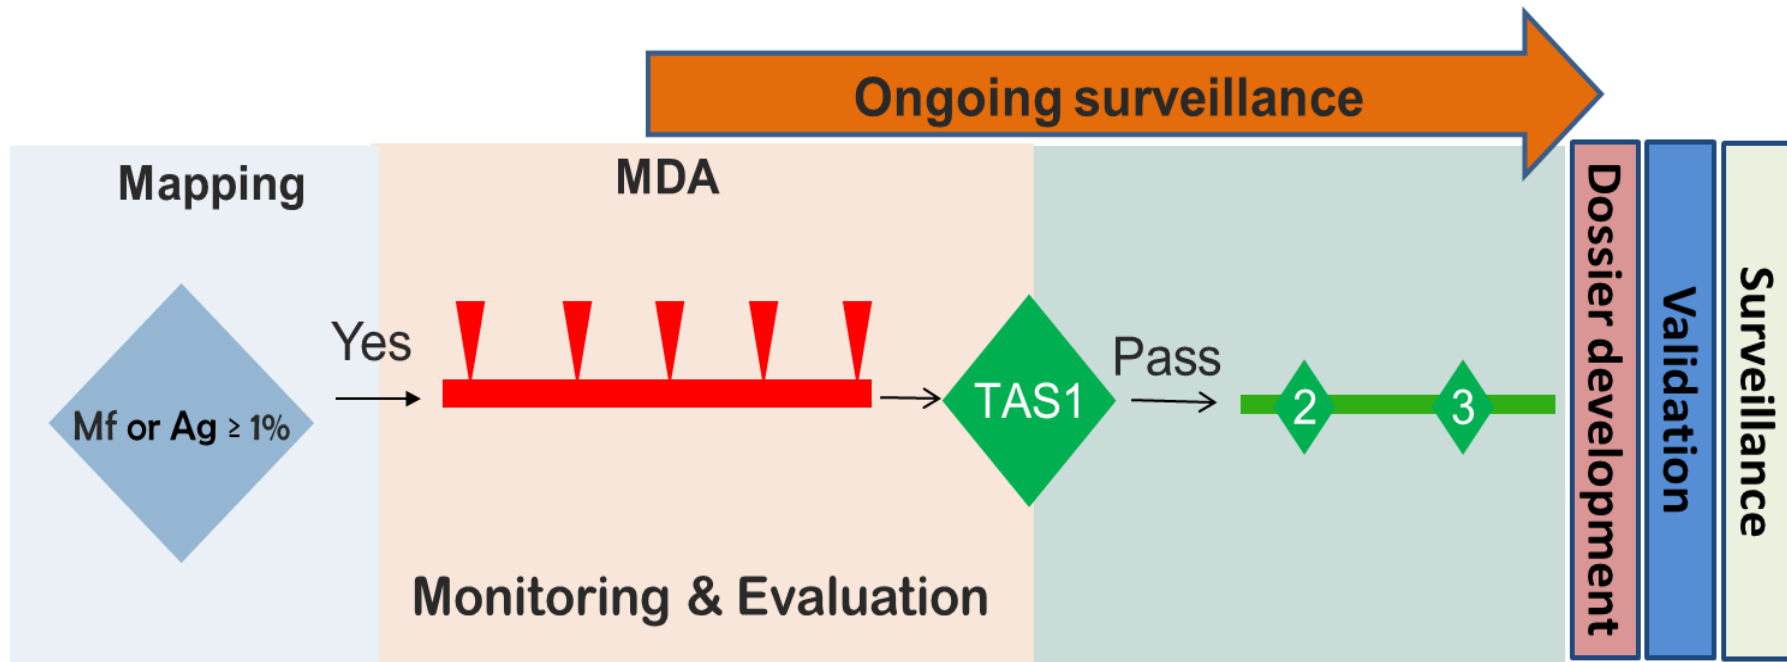 Ongoing surveillance
Mapping
MDA
Yes
Mf or Ag ≥ 1%
TAS1
Pass
2
3
Monitoring & Evaluation
Dossier development
Validation
Surveillance